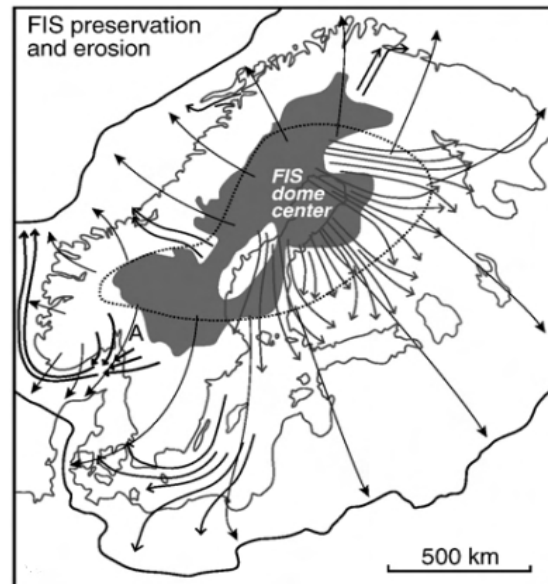 FIS preservation
and erosion
FIS
dome
center
A
500 km